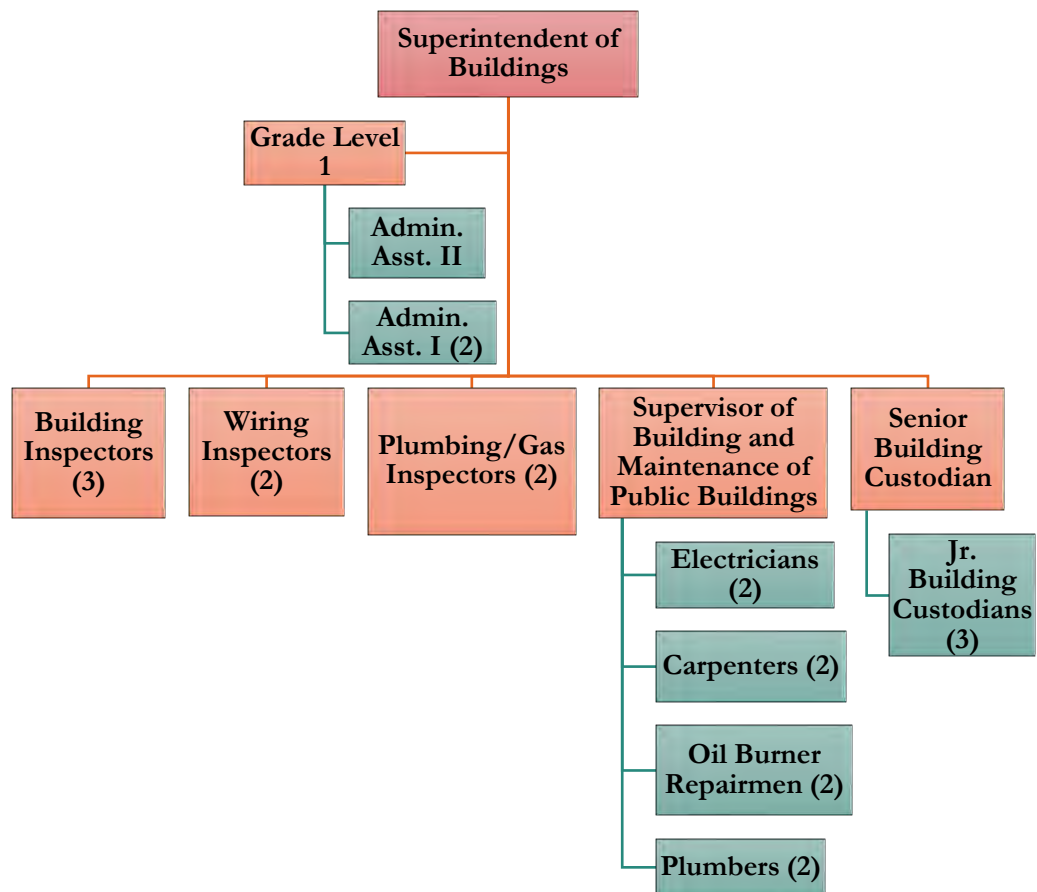 Superintendent of
Buildings
Grade Level
1
Admin.
Asst. II
Admin.
Asst. I (2)
Building
Inspectors
(3)
Wiring
Inspectors
(2)
Plumbing/Gas
Inspectors (2)
Supervisor of
Building and
Maintenance of
Public Buildings
Senior
Building
Custodian
Electricians
(2)
Carpenters (2)
Oil Burner
Repairmen (2)
Plumbers (2)
Jr.
Building
Custodians
(3)